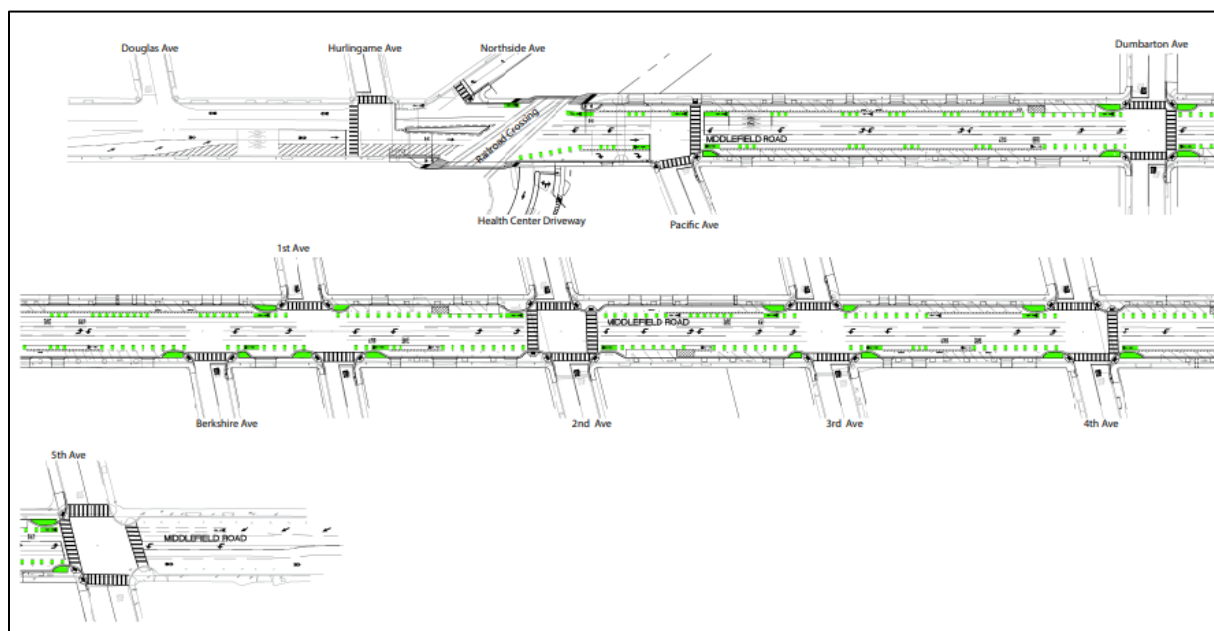 Douglas Ave
Hurlingame Ave
Northside Ave
Dumbarton Ave
Railroad Crossing
MIDDLEFIELD ROAD
Health Center Driveway
Pacific Ave
1st Ave
MIDDLEFIELD ROAD
Berkshire Ave
2nd Ave
3rd Ave
4th Ave
5th Ave
MIDDLEFIELD ROAD